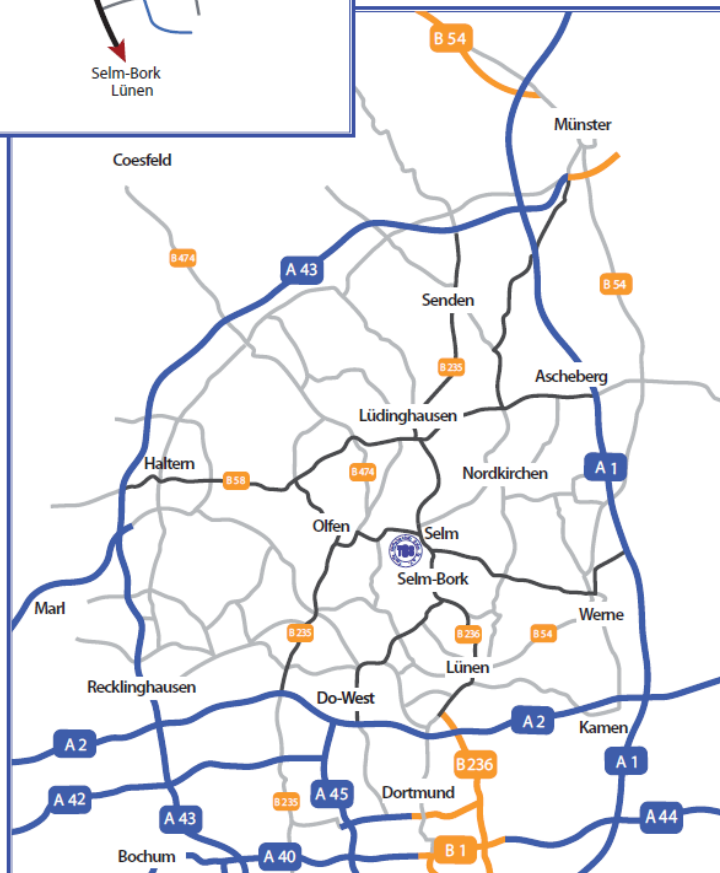 Selm-Bork
Lünen
B 54
Münster
Coesfeld
B 474
A 43
B 54
Senden
B 235
Ascheberg
Lüdinghausen
Haltern
B 58
B 474
Nordkirchen
A 1
Olfen
Selm
Selm-Bork
Marl
Werne
B 235
B 236
B 54
Lünen
Recklinghausen
Do-West
A 2
A 2
Kamen
B 236
A 1
A 42
B 235
A 45
Dortmund
A 43
A 44
Bochum
A 40
B 1